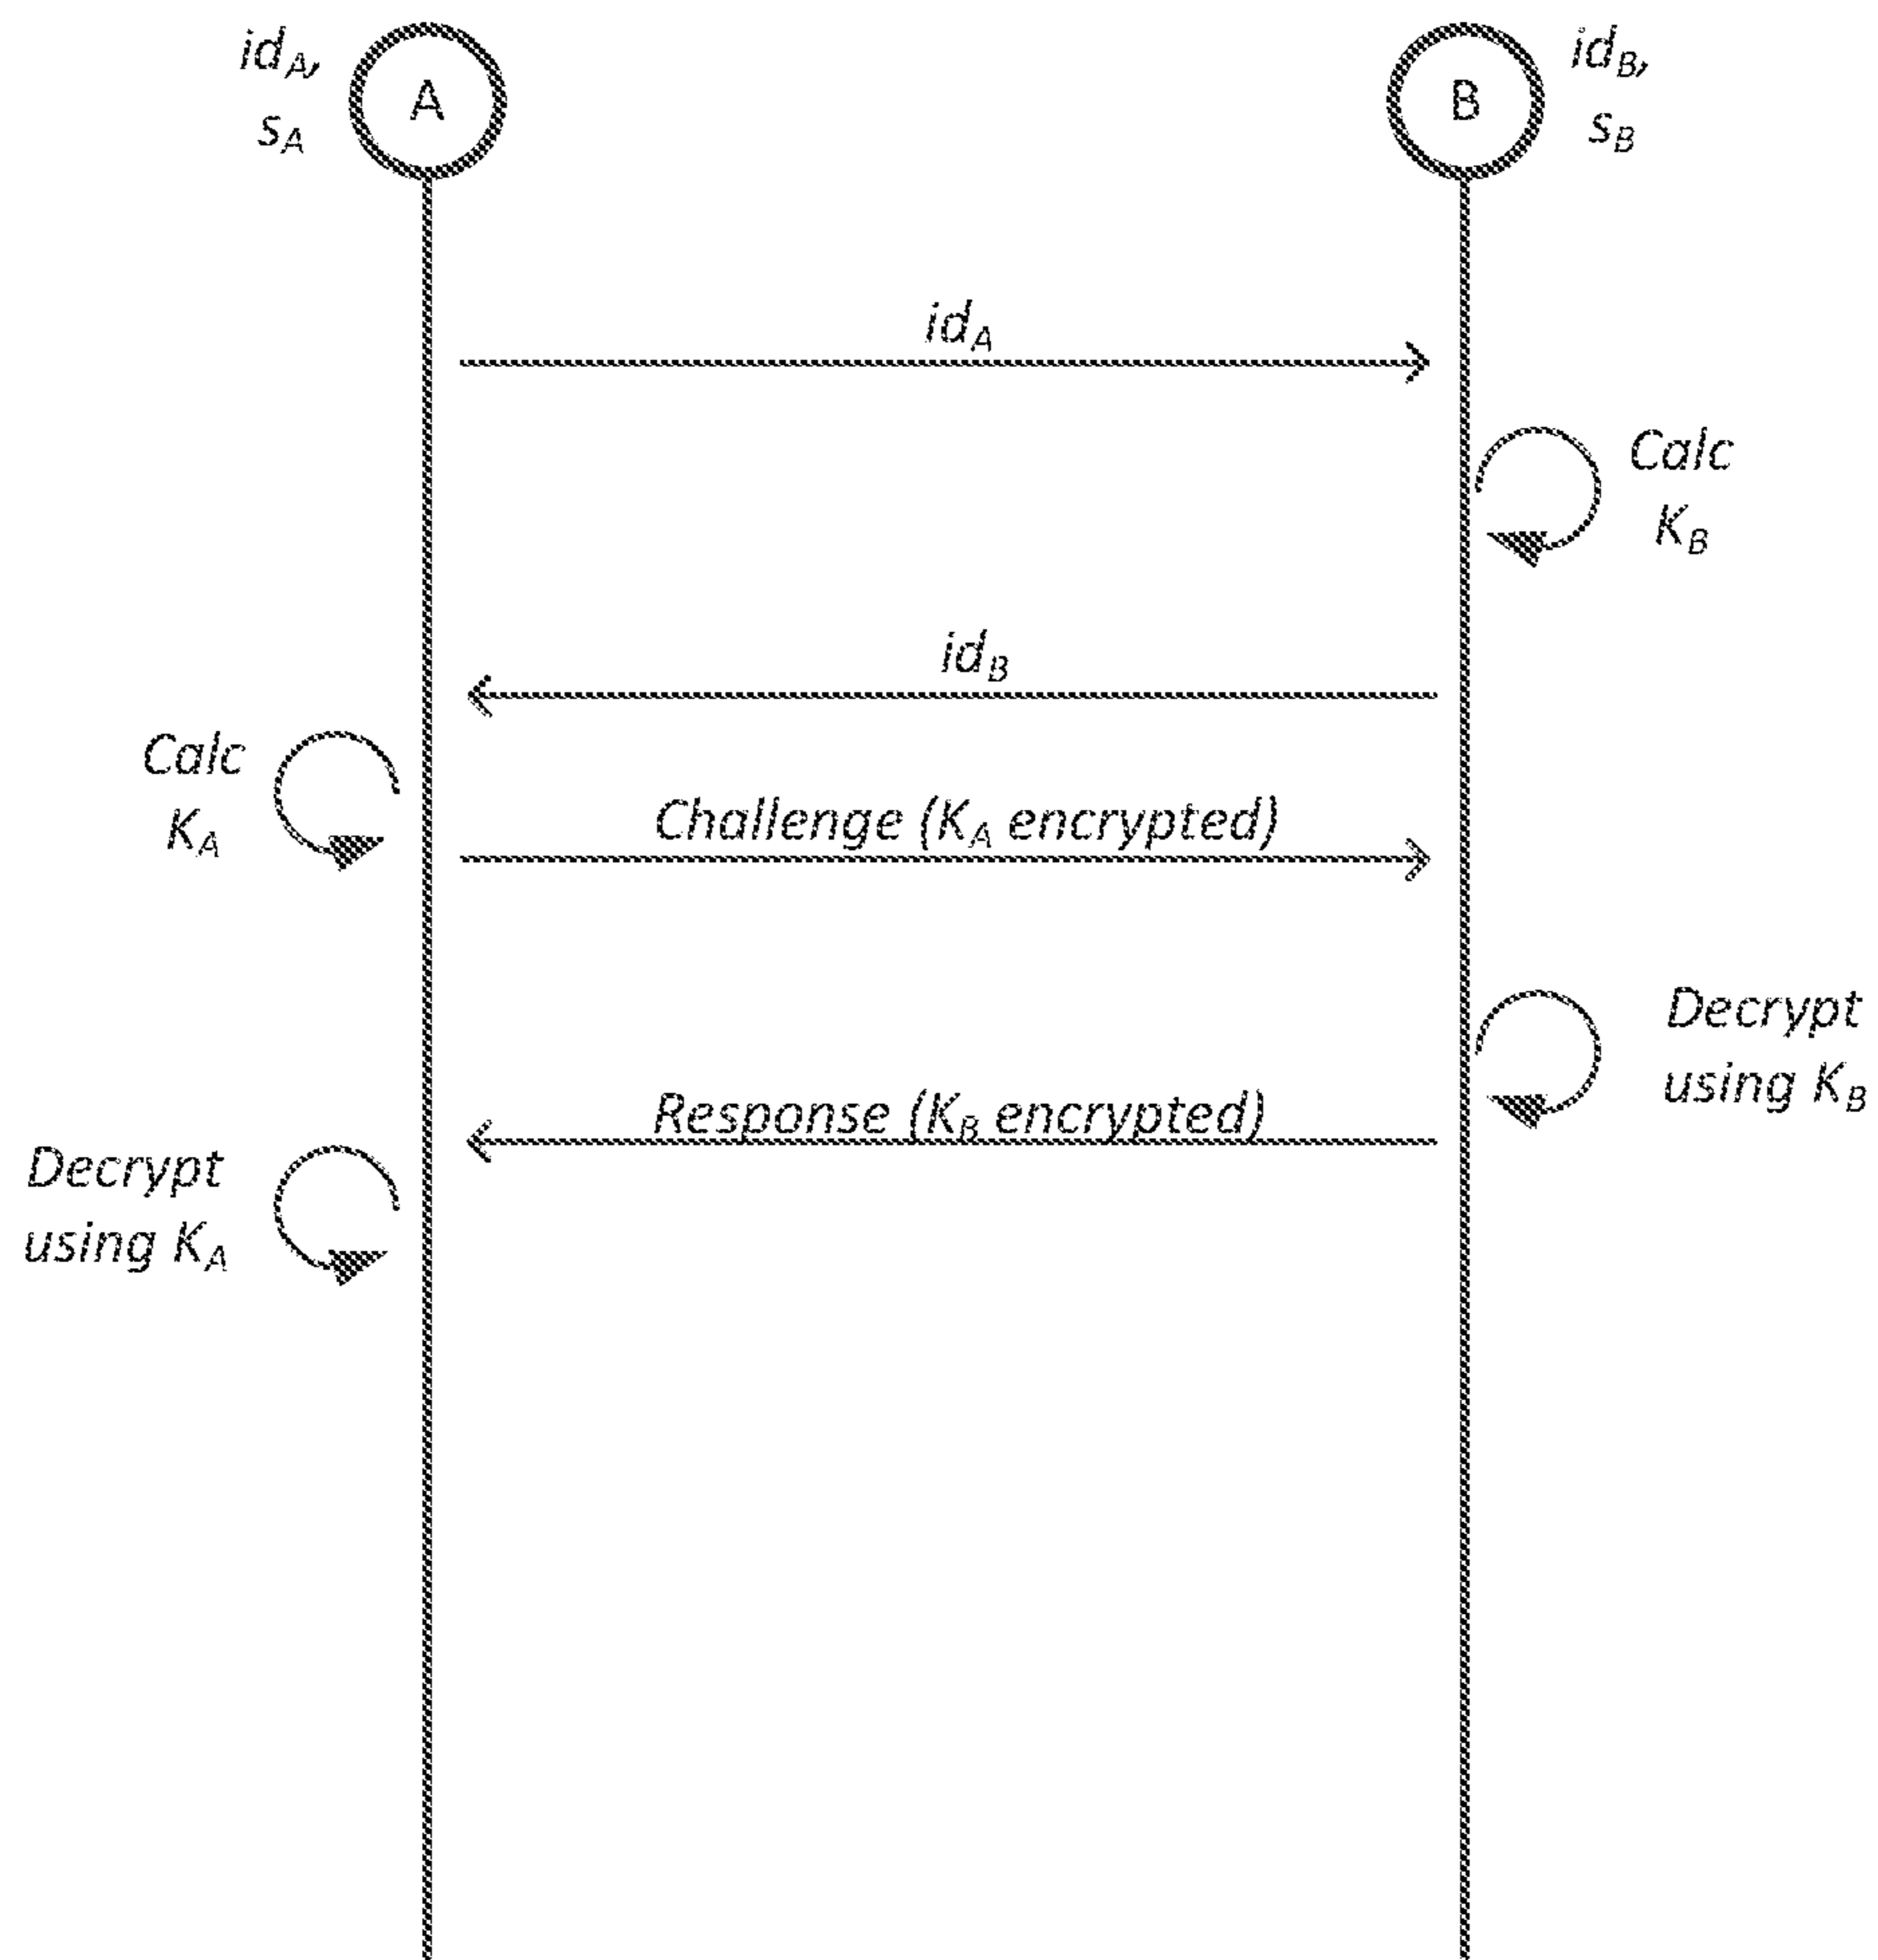 id_A,
s_A
A
B
id_B,
s_B
id_A
Calc
K_B
id_B
Calc
K_A
Challenge (K_A encrypted)
Decrypt
using K_B
Response (K_B encrypted)
Decrypt
using K_A